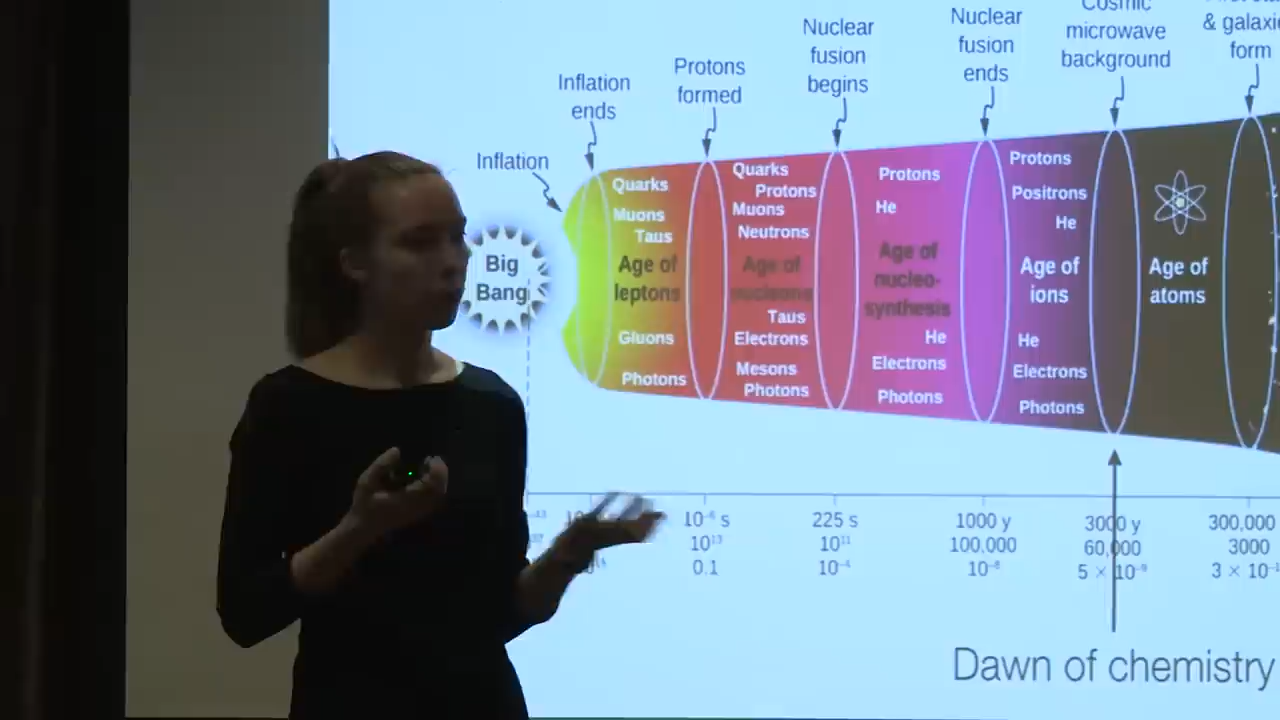 Cosmic
microwave
background
& galaxi
form
Nuclear
fusion
begins
Nuclear
fusion
ends
Protons
formed
Inflation
ends
Inflation
Big
Bang
Quarks
Muons
Taus
Age of
leptons
Gluons
Photons
Quarks
Protons
Muons
Neutrons
Age of
nucleons
Taus
Electrons
Mesons
Photons
Protons
He
Age of
nucleo-
synthesis
He
Electrons
Photons
Protons
Positrons
He
Age of
ions
He
Electrons
Photons
Age of
atoms
10⁻⁶ s
10¹³
0.1
225 s
10¹¹
10⁻⁴
1000 y
100,000
10⁻⁸
3000 y
60,000
5 × 10⁻⁹
300,000
3000
Dawn of chemistry